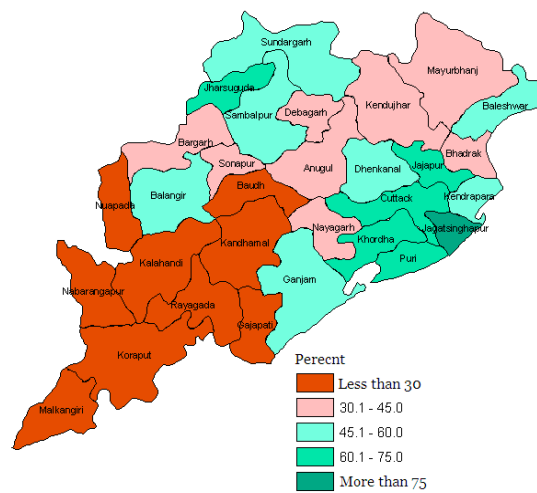 Sundargarh
Mayurbhanj
Jharsuguda
Kendujhar
Baleshwar
Debagarh
Sambalpur
Bargarh
Bhadrak
Jajapur
Sonapur
Anugul
Dhenkanal
Baudh
Balangir
Kendrapara
Nuapada
Cuttack
Nayagarh
Jagatsinghapur
Kandhamal
Khordha
Puri
Kalahandi
Ganjam
Nabarangapur
Rayagada
Gajapati
Koraput
Malkangiri
Perecnt
Less than 30
30.1 - 45.0
45.1 - 60.0
60.1 - 75.0
More than 75